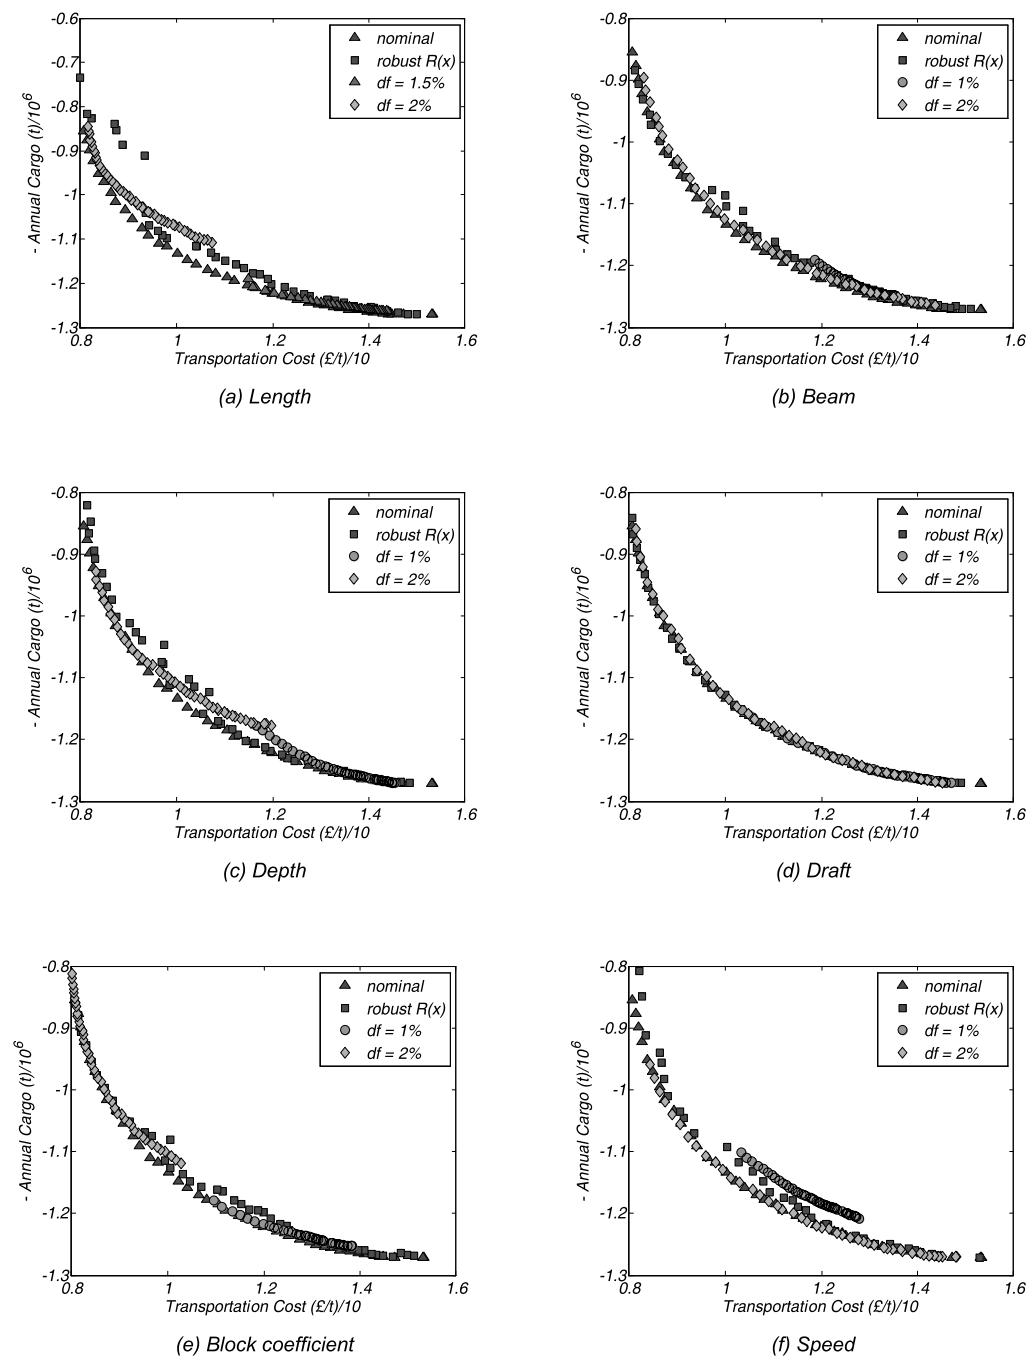 -0.6
-0.7
-0.8
-0.9
-1
-1.1
-1.2
-1.3
- Annual Cargo (t)/10^6
nominal
robust R(x)
df = 1.5%
df = 2%
0.8 1 1.2 1.4 1.6
Transportation Cost (£/t)/10
(a) Length
-0.8
-0.9
-1
-1.1
-1.2
-1.3
- Annual Cargo (t)/10^6
nominal
robust R(x)
df = 1%
df = 2%
0.8 1 1.2 1.4 1.6
Transportation Cost (£/t)/10
(b) Beam
-0.8
-0.9
-1
-1.1
-1.2
-1.3
- Annual Cargo (t)/10^6
nominal
robust R(x)
df = 1%
df = 2%
0.8 1 1.2 1.4 1.6
Transportation Cost (£/t)/10
(c) Depth
-0.8
-0.9
-1
-1.1
-1.2
-1.3
- Annual Cargo (t)/10^6
nominal
robust R(x)
df = 1%
df = 2%
0.8 1 1.2 1.4 1.6
Transportation Cost (£/t)/10
(d) Draft
-0.8
-0.9
-1
-1.1
-1.2
-1.3
- Annual Cargo (t)/10^6
nominal
robust R(x)
df = 1%
df = 2%
0.8 1 1.2 1.4 1.6
Transportation Cost (£/t)/10
(e) Block coefficient
-0.8
-0.9
-1
-1.1
-1.2
-1.3
- Annual Cargo (t)/10^6
nominal
robust R(x)
df = 1%
df = 2%
0.8 1 1.2 1.4 1.6
Transportation Cost (£/t)/10
(f) Speed